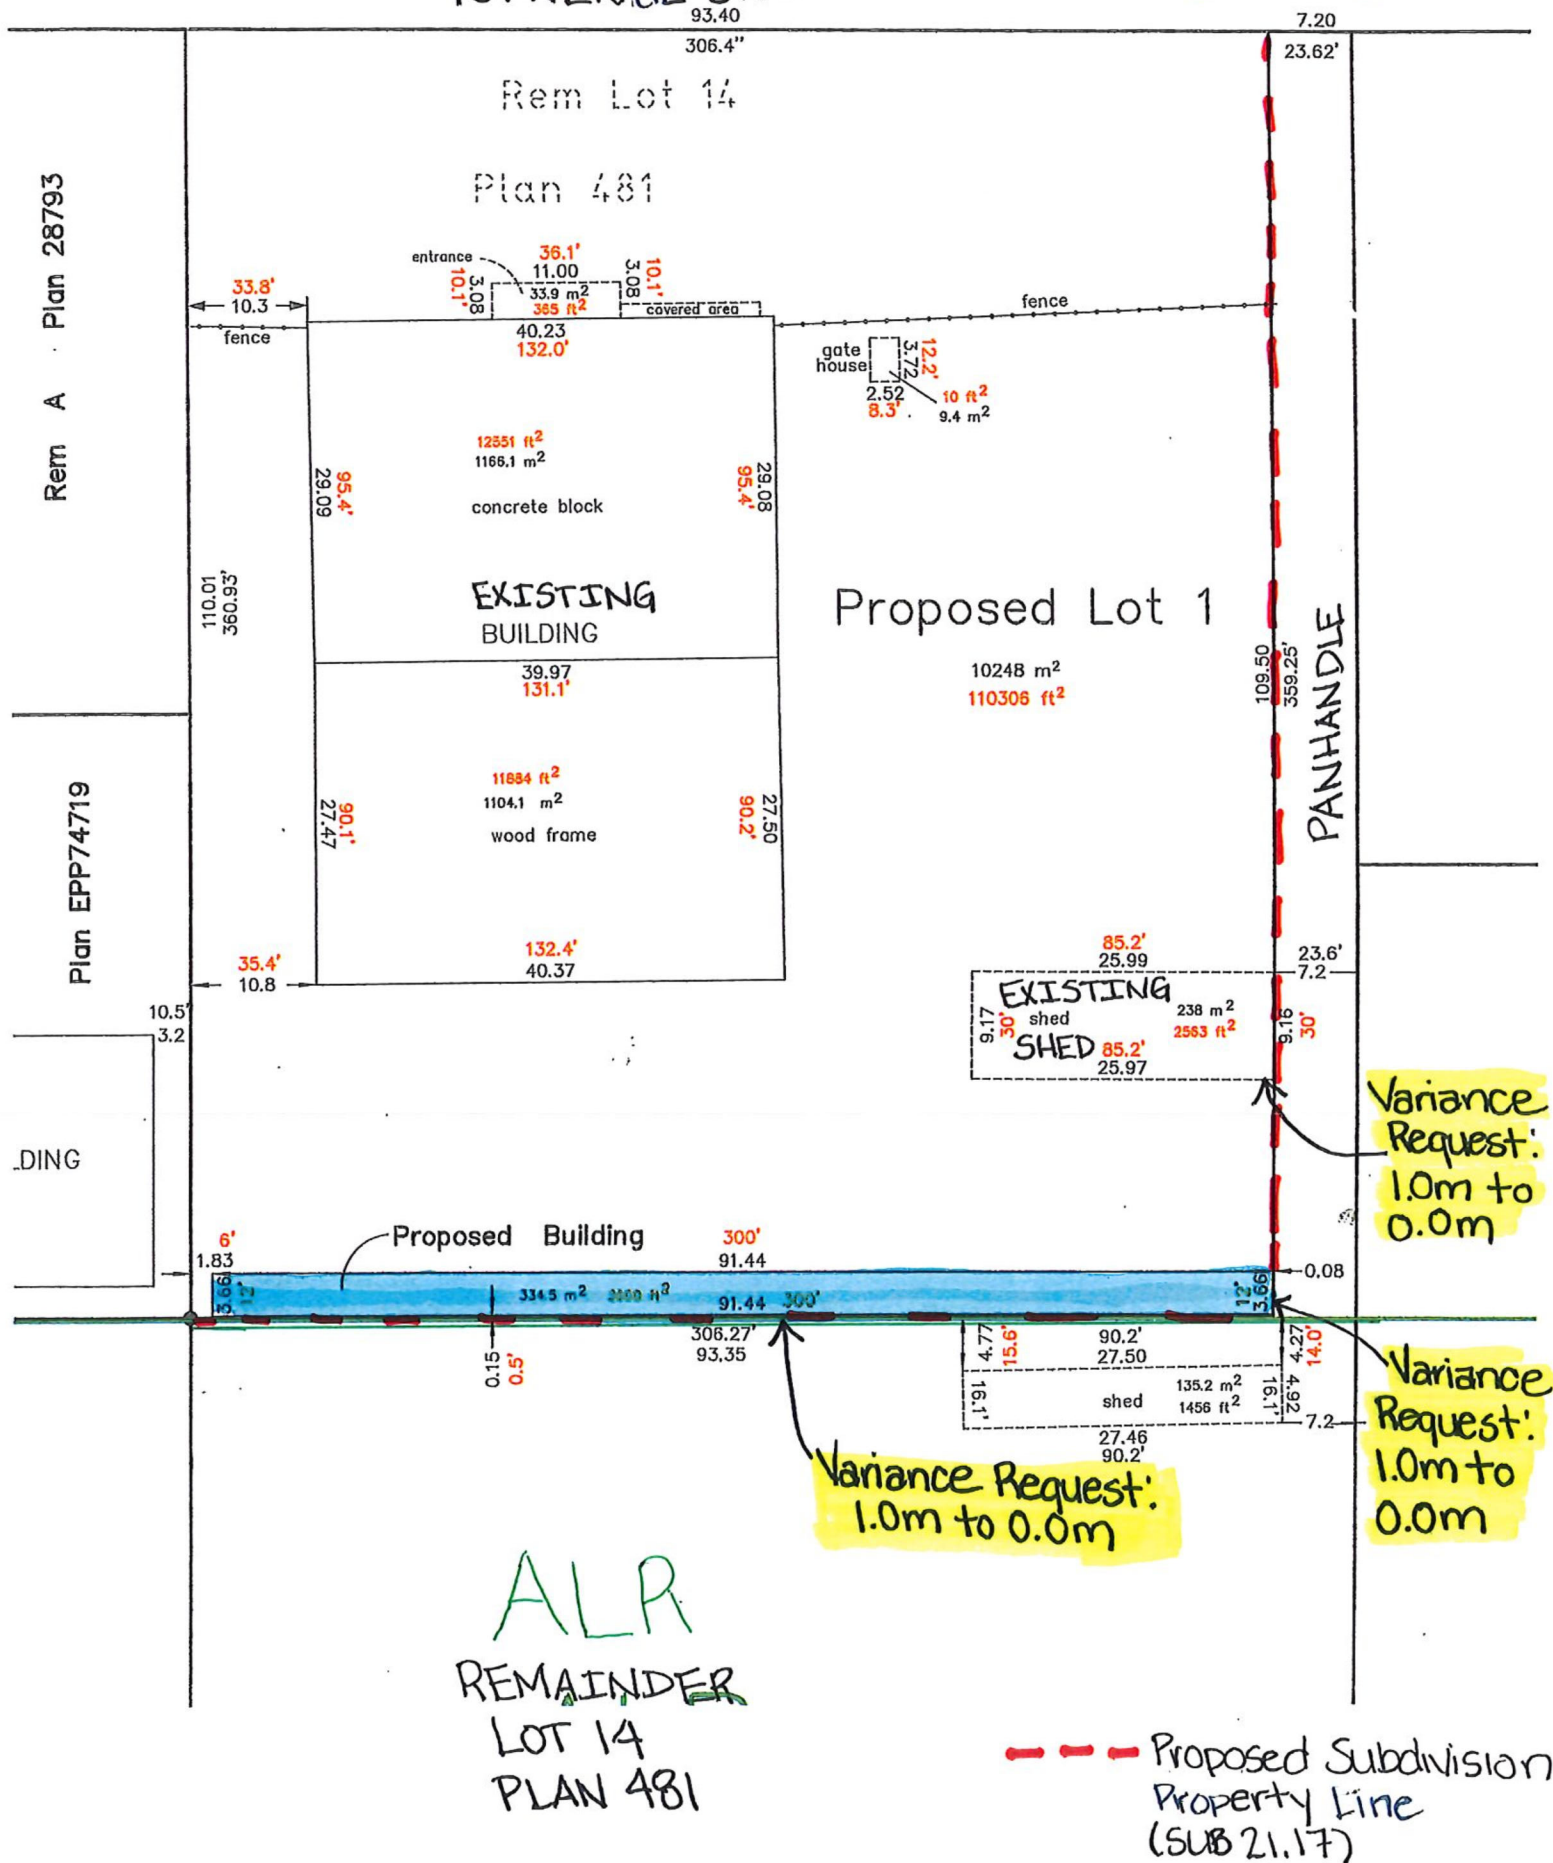 93.40
306.4"
7.20
23.62'
Rem Lot 14
Plan 481
Rem A Plan 28793
entrance
36.1'
11.00
10.1'
3.08
3.08
10.1'
33.9 m²
365 ft²
covered area
33.8'
10.3
fence
fence
40.23
132.0'
gate
house
3.72
12.2'
2.52
8.3'
10 ft²
9.4 m²
12551 ft²
1166.1 m²
29.09
95.4'
95.4'
29.08
concrete block
110.01
360.93'
EXISTING
BUILDING
Proposed Lot 1
39.97
131.1'
10248 m²
110306 ft²
109.50
359.25'
PANHANDLE
Plan EPP74719
11884 ft²
1104.1 m²
wood frame
27.47
90.1'
90.2'
27.50
132.4'
40.37
35.4'
10.8
85.2'
25.99
23.6'
7.2
10.5'
3.2
EXISTING
shed
SHED
9.17
30'
238 m²
2563 ft²
85.2'
25.97
9.16
30'
Variance
Request:
1.0m to
0.0m
DING
Proposed Building
6'
1.83
300'
91.44
0.08
3.66
12'
334.5 m²
91.44 300'
12'
3.66
306.27'
93.35
0.15
0.5'
4.77
15.6'
90.2'
27.50
4.27
14.0'
16.1'
shed
135.2 m²
1456 ft²
16.1'
4.92
7.2
27.46
90.2'
Variance
Request:
1.0m to
0.0m
Variance Request:
1.0m to 0.0m
ALR
REMAINDER
LOT 14
PLAN 481
Proposed Subdivision
Property Line
(SUB 21.17)